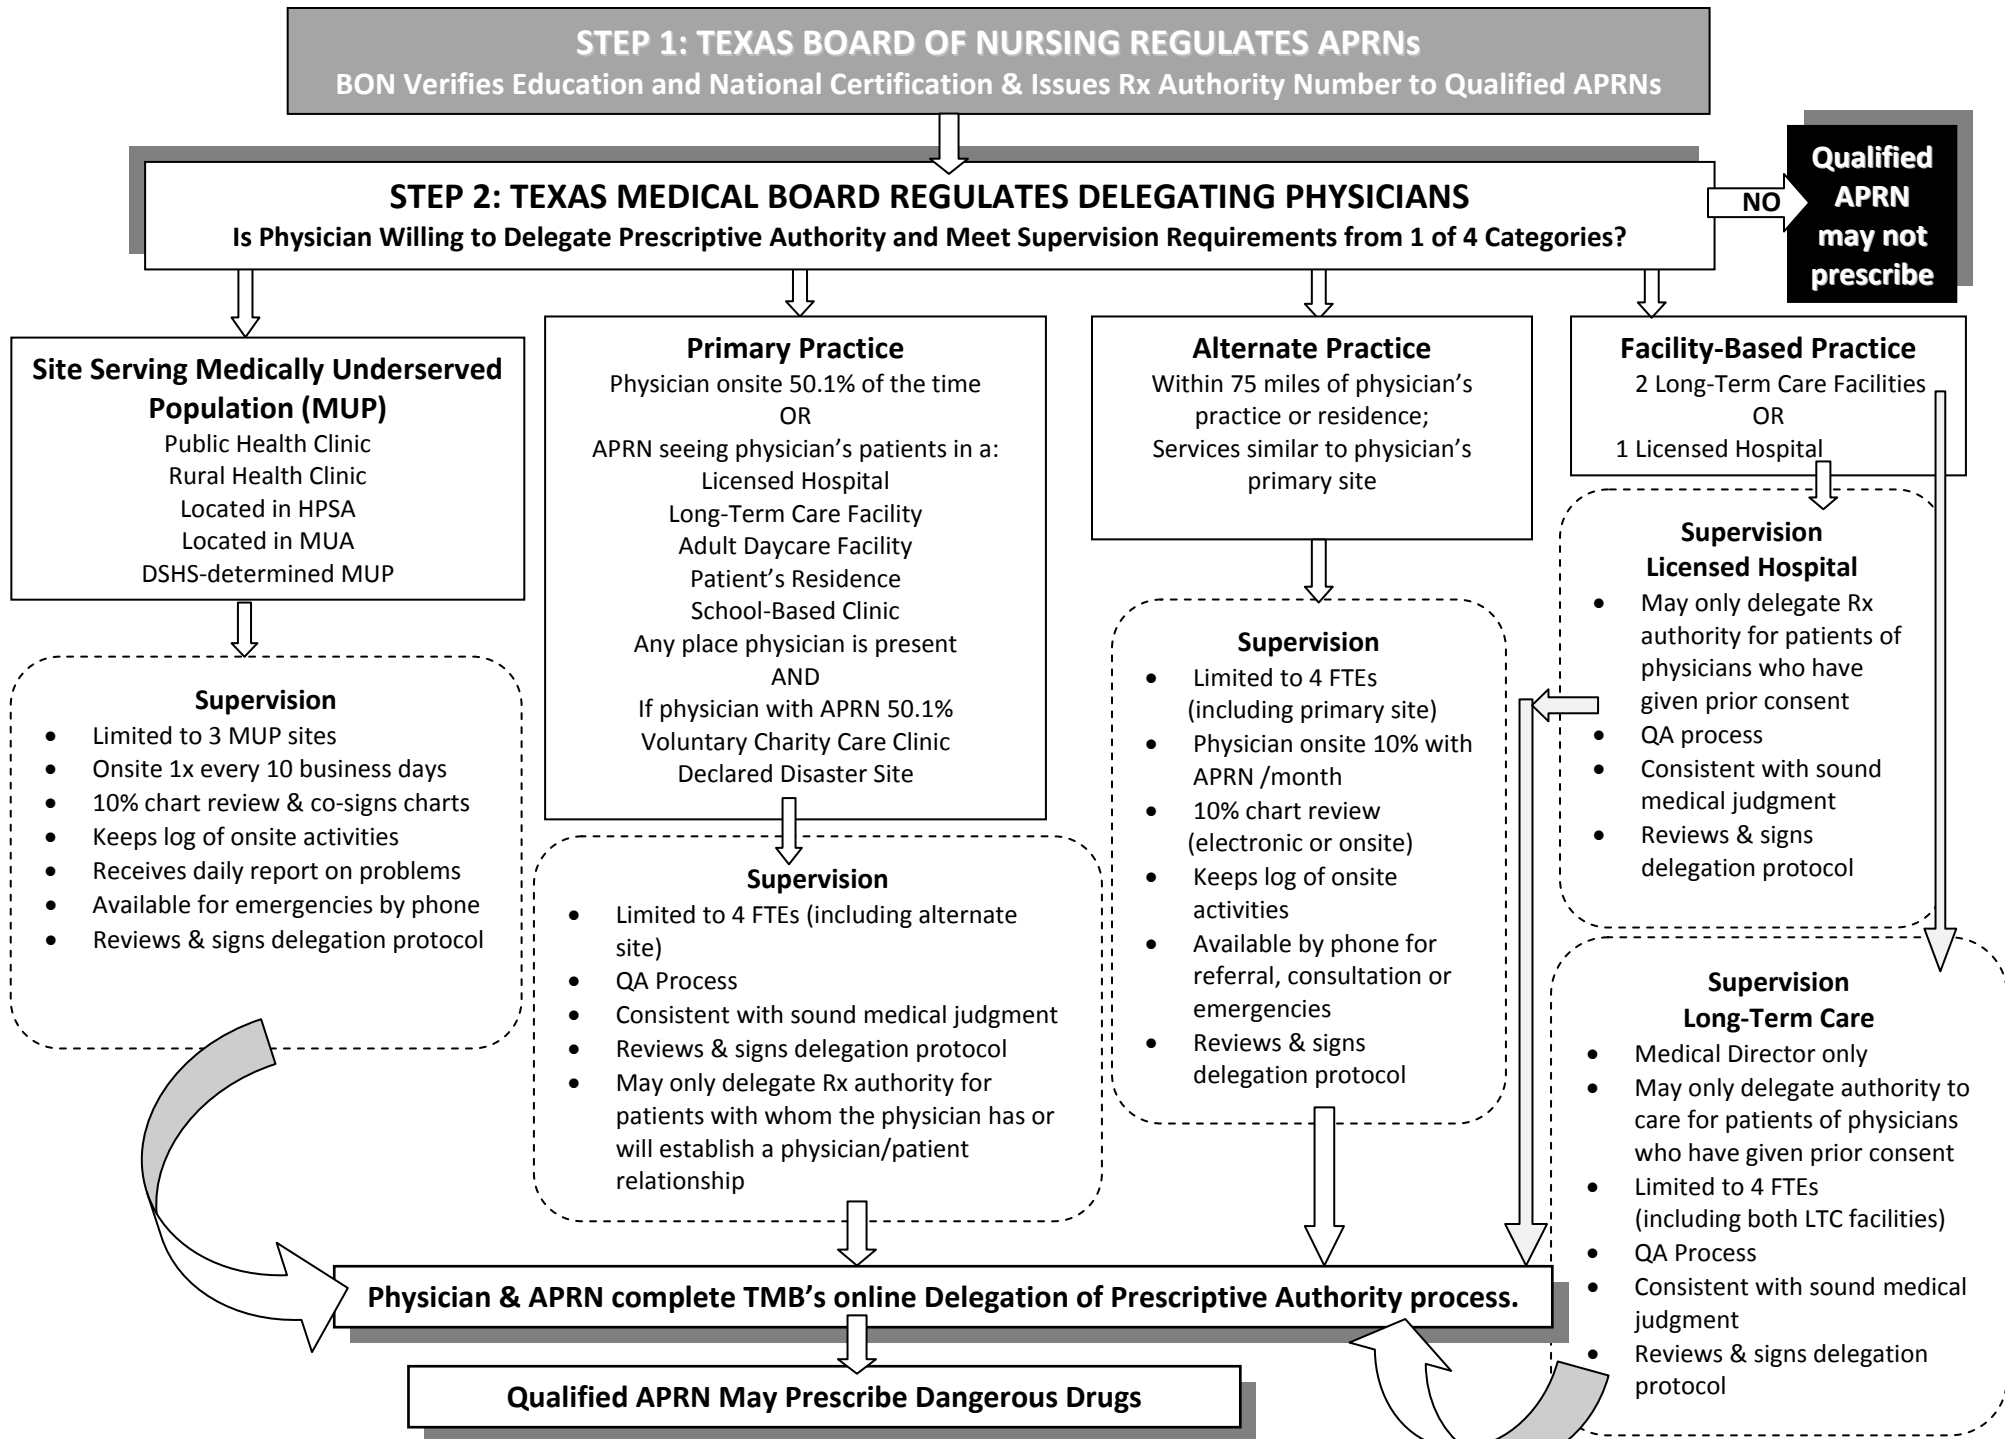 STEP 1: TEXAS BOARD OF NURSING REGULATES APRNs
BON Verifies Education and National Certification & Issues Rx Authority Number to Qualified APRNs
STEP 2: TEXAS MEDICAL BOARD REGULATES DELEGATING PHYSICIANS
Is Physician Willing to Delegate Prescriptive Authority and Meet Supervision Requirements from 1 of 4 Categories?
NO
Qualified
APRN
may not
prescribe
Site Serving Medically Underserved
Population (MUP)
Public Health Clinic
Rural Health Clinic
Located in HPSA
Located in MUA
DSHS-determined MUP
Supervision
• Limited to 3 MUP sites
• Onsite 1x every 10 business days
• 10% chart review & co-signs charts
• Keeps log of onsite activities
• Receives daily report on problems
• Available for emergencies by phone
• Reviews & signs delegation protocol
Primary Practice
Physician onsite 50.1% of the time
OR
APRN seeing physician’s patients in a:
Licensed Hospital
Long-Term Care Facility
Adult Daycare Facility
Patient’s Residence
School-Based Clinic
Any place physician is present
AND
If physician with APRN 50.1%
Voluntary Charity Care Clinic
Declared Disaster Site
Supervision
• Limited to 4 FTEs (including alternate
site)
• QA Process
• Consistent with sound medical judgment
• Reviews & signs delegation protocol
• May only delegate Rx authority for
patients with whom the physician has or
will establish a physician/patient
relationship
Alternate Practice
Within 75 miles of physician’s
practice or residence;
Services similar to physician’s
primary site
Supervision
• Limited to 4 FTEs
(including primary site)
• Physician onsite 10% with
APRN /month
• 10% chart review
(electronic or onsite)
• Keeps log of onsite
activities
• Available by phone for
referral, consultation or
emergencies
• Reviews & signs
delegation protocol
Facility-Based Practice
2 Long-Term Care Facilities
OR
1 Licensed Hospital
Supervision
Licensed Hospital
• May only delegate Rx
authority for patients of
physicians who have
given prior consent
• QA process
• Consistent with sound
medical judgment
• Reviews & signs
delegation protocol
Supervision
Long-Term Care
• Medical Director only
• May only delegate authority to
care for patients of physicians
who have given prior consent
• Limited to 4 FTEs
(including both LTC facilities)
• QA Process
• Consistent with sound medical
judgment
• Reviews & signs delegation
protocol
Physician & APRN complete TMB’s online Delegation of Prescriptive Authority process.
Qualified APRN May Prescribe Dangerous Drugs